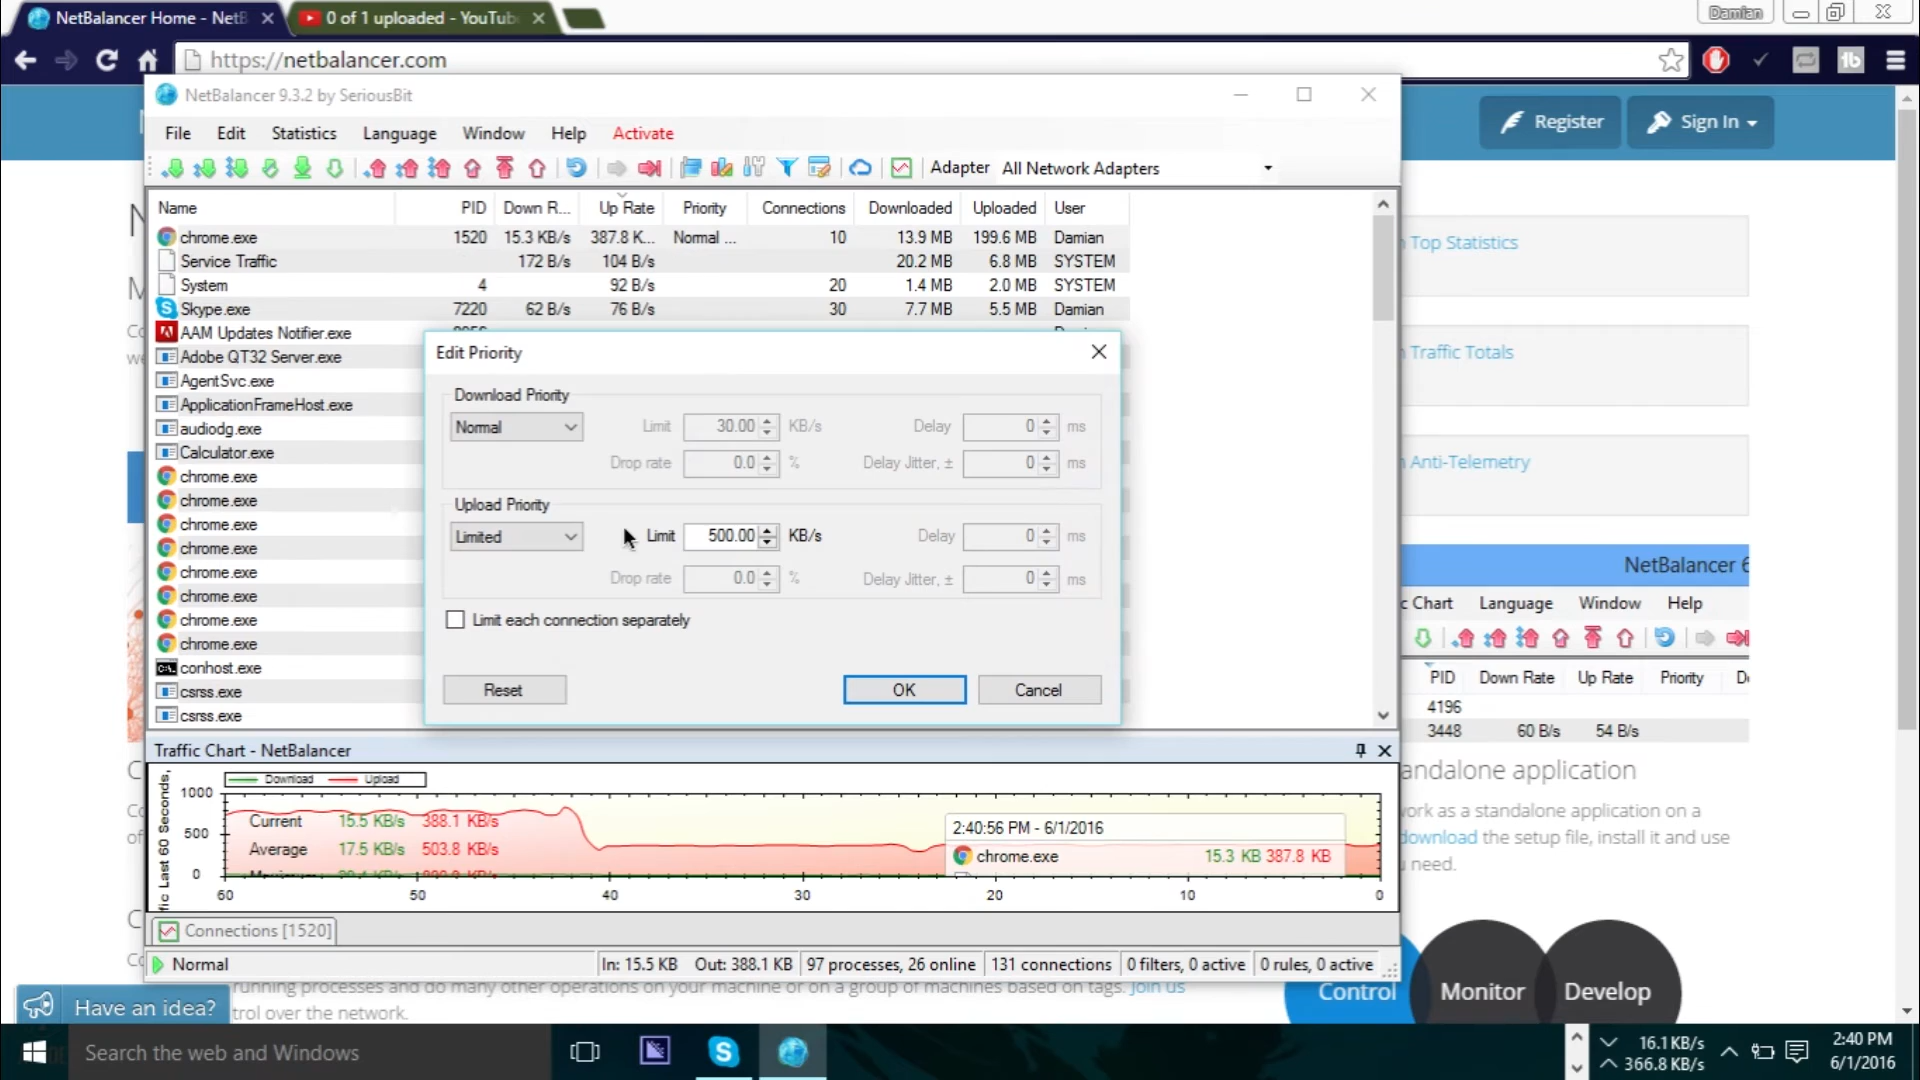 NetBalancer Home - NetB
0 of 1 uploaded - YouTub
Damian
https://netbalancer.com
NetBalancer 9.3.2 by SeriousBit
File Edit Statistics Language Window Help Activate
Adapter All Network Adapters
Register
Sign In
Name PID Down R... Up Rate Priority Connections Downloaded Uploaded User
chrome.exe 1520 15.3 KB/s 387.8 K... Normal ... 10 13.9 MB 199.6 MB Damian
Service Traffic 172 B/s 104 B/s 20.2 MB 6.8 MB SYSTEM
System 4 92 B/s 20 1.4 MB 2.0 MB SYSTEM
Skype.exe 7220 62 B/s 76 B/s 30 7.7 MB 5.5 MB Damian
AAM Updates Notifier.exe
Adobe QT32 Server.exe
AgentSvc.exe
ApplicationFrameHost.exe
audiodg.exe
Calculator.exe
chrome.exe
chrome.exe
chrome.exe
chrome.exe
chrome.exe
chrome.exe
chrome.exe
chrome.exe
conhost.exe
csrss.exe
csrss.exe
Edit Priority
Download Priority
Normal Limit 30.00 KB/s Delay 0 ms
Drop rate 0.0 % Delay Jitter, ± 0 ms
Upload Priority
Limited Limit 500.00 KB/s Delay 0 ms
Drop rate 0.0 % Delay Jitter, ± 0 ms
Limit each connection separately
Reset OK Cancel
Top Statistics
Traffic Totals
Anti-Telemetry
NetBalancer 6
Chart Language Window Help
PID Down Rate Up Rate Priority
4196
3448 60 B/s 54 B/s
andalone application
work as a standalone application on a
download the setup file, install it and use
need.
Traffic Chart - NetBalancer
Download Upload
Last 60 Seconds,
1000
500
0
Current 15.5 KB/s 388.1 KB/s
Average 17.5 KB/s 503.8 KB/s
2:40:56 PM - 6/1/2016
chrome.exe 15.3 KB 387.8 KB
60 50 40 30 20 10 0
Connections [1520]
Normal In: 15.5 KB Out: 388.1 KB 97 processes, 26 online 131 connections 0 filters, 0 active 0 rules, 0 active
running processes and do many other operations on your machine or on a group of machines based on tags. Join us
trol over the network.
Have an idea?
Control Monitor Develop
Search the web and Windows
16.1 KB/s
366.8 KB/s
2:40 PM
6/1/2016